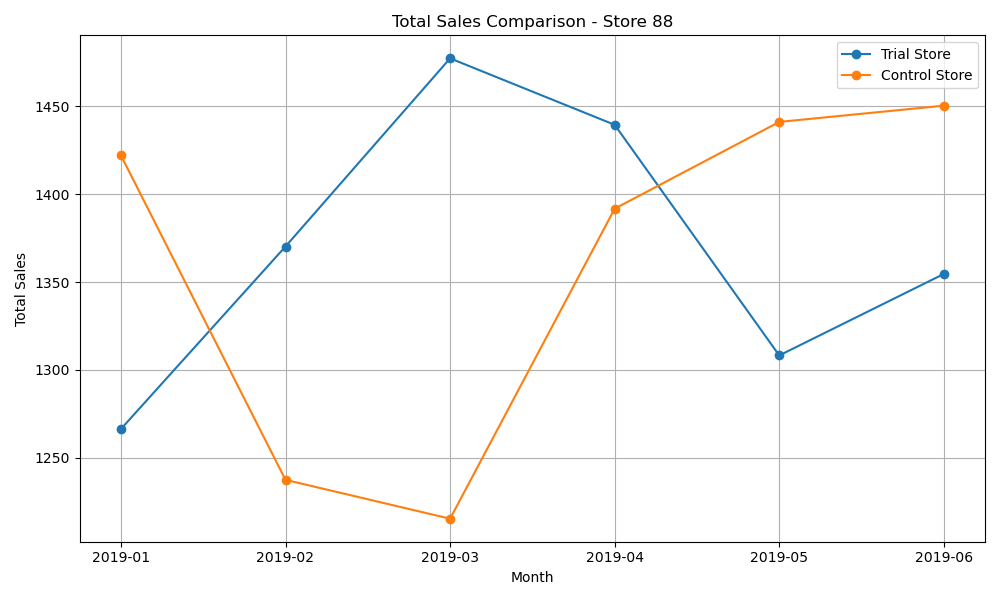 Total Sales Comparison - Store 88
Trial Store
Control Store
Total Sales
1450
1400
1350
1300
1250
2019-01 2019-02 2019-03 2019-04 2019-05 2019-06
Month